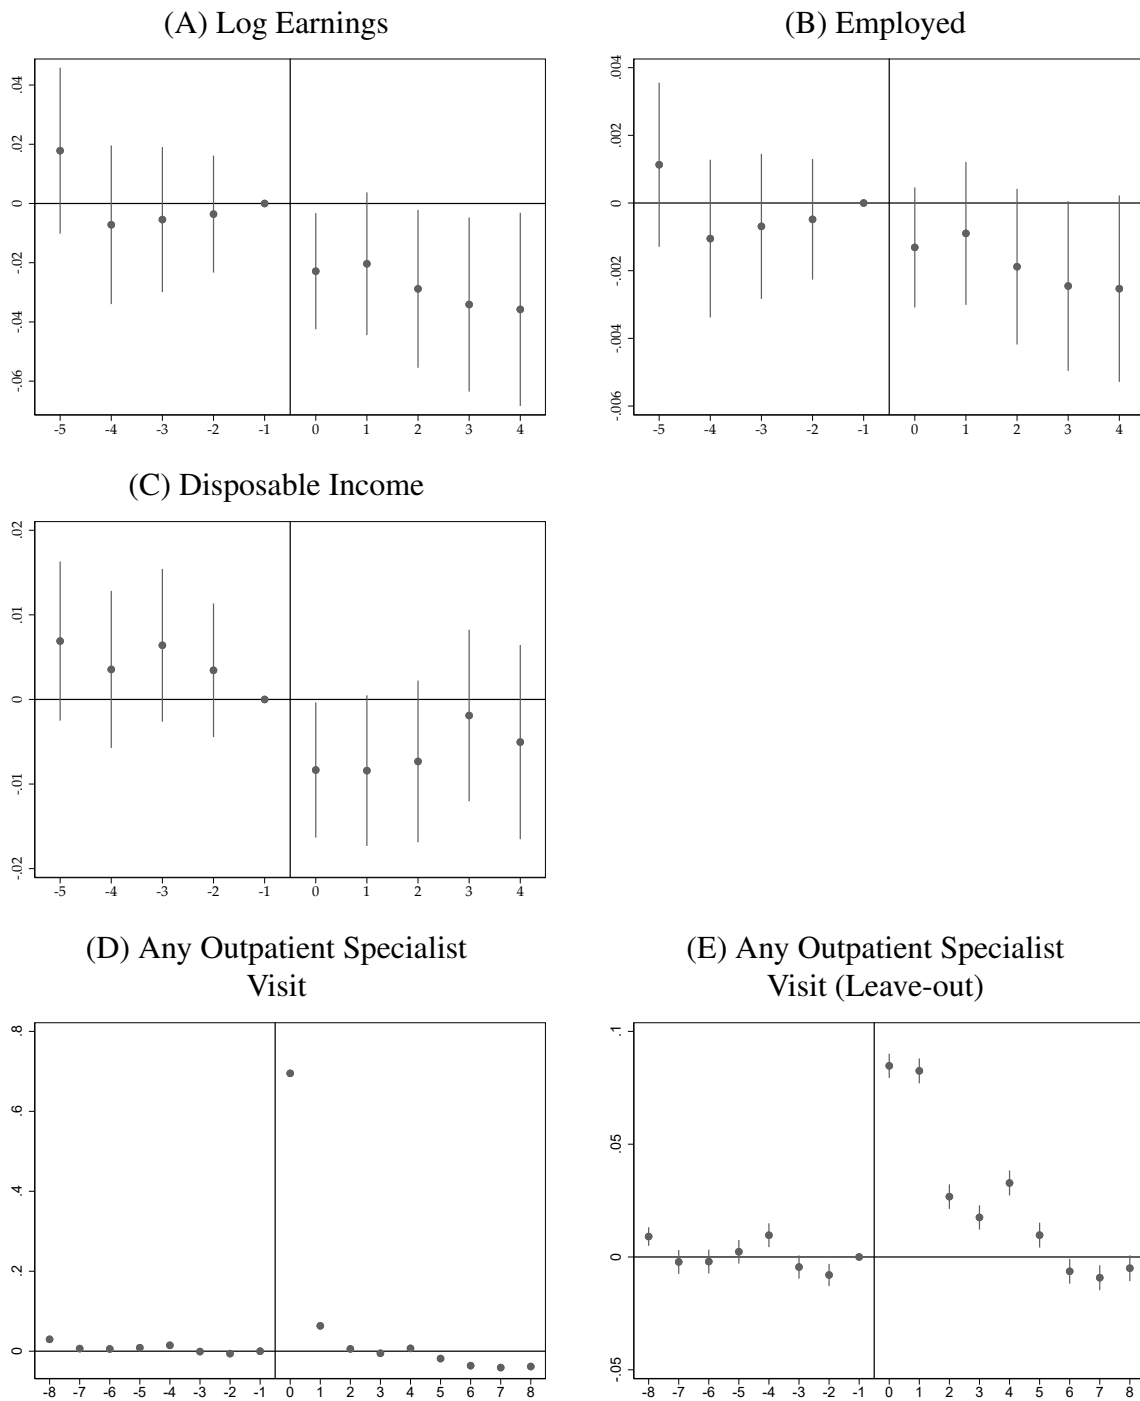 (A) Log Earnings
(B) Employed
.04
.02
0
-.02
-.04
-.06
-5 -4 -3 -2 -1 0 1 2 3 4
.004
.002
0
-.002
-.004
-.006
-5 -4 -3 -2 -1 0 1 2 3 4
(C) Disposable Income
.02
.01
0
-.01
-.02
-5 -4 -3 -2 -1 0 1 2 3 4
(D) Any Outpatient Specialist
Visit
(E) Any Outpatient Specialist
Visit (Leave-out)
.8
.6
.4
.2
0
-8 -7 -6 -5 -4 -3 -2 -1 0 1 2 3 4 5 6 7 8
.1
.05
0
-.05
-8 -7 -6 -5 -4 -3 -2 -1 0 1 2 3 4 5 6 7 8